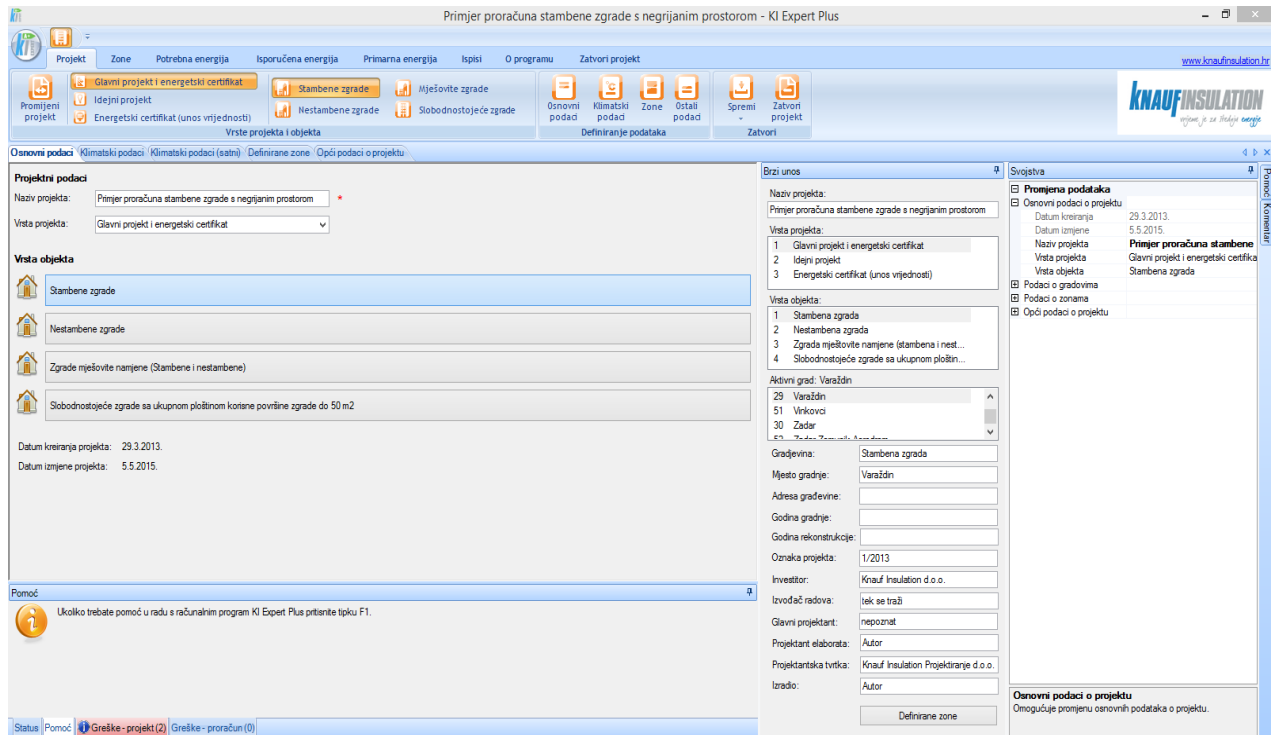 Primjer proračuna stambene zgrade s negrijanim prostorom - KI Expert Plus
Projekt Zone Potrebna energija Isporučena energija Primarna energija Ispisi O programu Zatvori projekt
www.knaufinsulation.hr
Promijeni projekt
Glavni projekt i energetski certifikat
Idejni projekt
Energetski certifikat (unos vrijednosti)
Stambene zgrade
Nestambene zgrade
Mješovite zgrade
Slobodnostojeće zgrade
Vrste projekta i objekta
Osnovni podaci
Klimatski podaci
Zone
Ostali podaci
Definiranje podataka
Spremi
Zatvori projekt
Zatvori
KNAUFINSULATION
vrijeme je za štednju energije
Osnovni podaci Klimatski podaci Klimatski podaci (satni) Definirane zone Opći podaci o projektu
Projektni podaci
Naziv projekta: Primjer proračuna stambene zgrade s negrijanim prostorom *
Vrsta projekta: Glavni projekt i energetski certifikat
Vrsta objekta
Stambene zgrade
Nestambene zgrade
Zgrade mješovite namjene (Stambene i nestambene)
Slobodnostojeće zgrade sa ukupnom ploštinom korisne površine zgrade do 50 m2
Datum kreiranja projekta: 29.3.2013.
Datum izmjene projekta: 5.5.2015.
Pomoć
Ukoliko trebate pomoć u radu s računalnim program KI Expert Plus pritisnite tipku F1.
Status Pomoć Greške - projekt (2) Greške - proračun (0)
Brzi unos
Naziv projekta:
Primjer proračuna stambene zgrade s negrijanim prostorom
Vrsta projekta:
1 Glavni projekt i energetski certifikat
2 Idejni projekt
3 Energetski certifikat (unos vrijednosti)
Vrsta objekta:
1 Stambena zgrada
2 Nestambena zgrada
3 Zgrada mještovite namjene (stambena i nest...
4 Slobodnostojeće zgrade sa ukupnom ploštin...
Aktivni grad: Varaždin
29 Varaždin
51 Vinkovci
30 Zadar
Gradjevina: Stambena zgrada
Mjesto gradnje: Varaždin
Adresa građevine:
Godina gradnje:
Godina rekonstrukcije:
Oznaka projekta: 1/2013
Investitor: Knauf Insulation d.o.o.
Izvođač radova: tek se traži
Glavni projektant: nepoznat
Projektant elaborata: Autor
Projektantska tvrtka: Knauf Insulation Projektiranje d.o.o.
Izradio: Autor
Definirane zone
Svojstva
Promjena podataka
Osnovni podaci o projektu
Datum kreiranja 29.3.2013.
Datum izmjene 5.5.2015.
Naziv projekta Primjer proračuna stambene
Vrsta projekta Glavni projekt i energetski certifika
Vrsta objekta Stambena zgrada
Podaci o gradovima
Podaci o zonama
Opći podaci o projektu
Osnovni podaci o projektu
Omogućuje promjenu osnovnih podataka o projektu.
Pomoć
Komentar